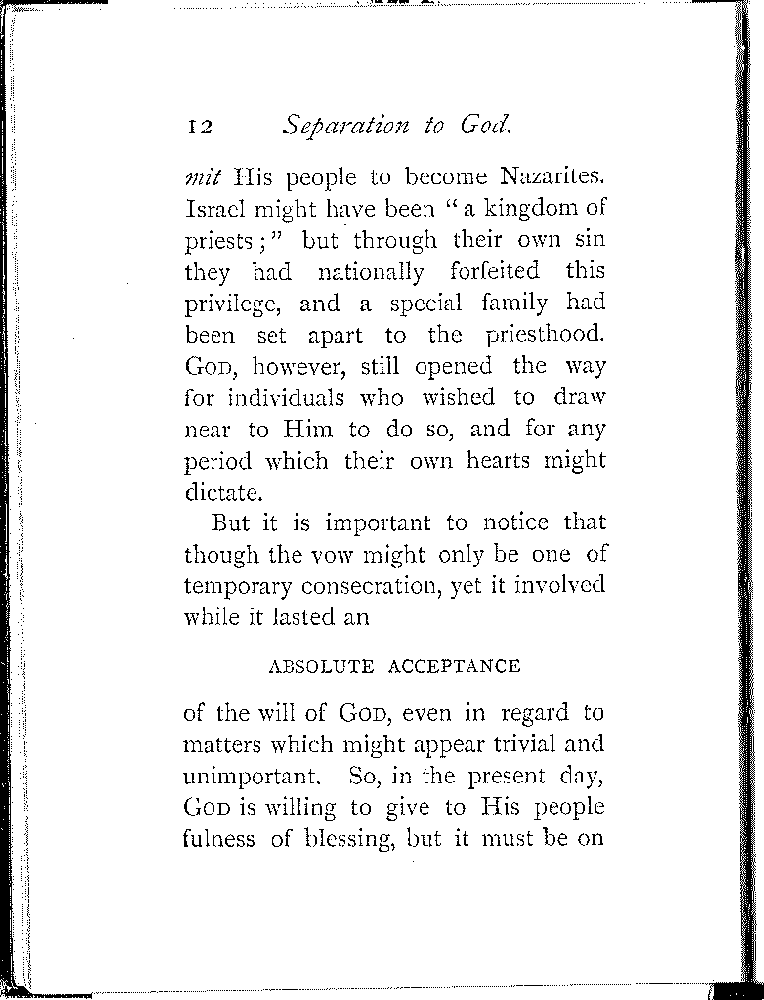 12 Separation to God.
mit His people to become Nazarites.
Israel might have been “ a kingdom of
priests ; ” but through their own sin
they had nationally forfeited this
privilege, and a special family had
been set apart to the priesthood.
GOD, however, still opened the way
for individuals who wished to draw
near to Him to do so, and for any
period which their own hearts might
dictate.
But it is important to notice that
though the vow might only be one of
temporary consecration, yet it involved
while it lasted an
ABSOLUTE ACCEPTANCE
of the will of GOD, even in regard to
matters which might appear trivial and
unimportant. So, in the present day,
GOD is willing to give to His people
fulness of blessing, but it must be on